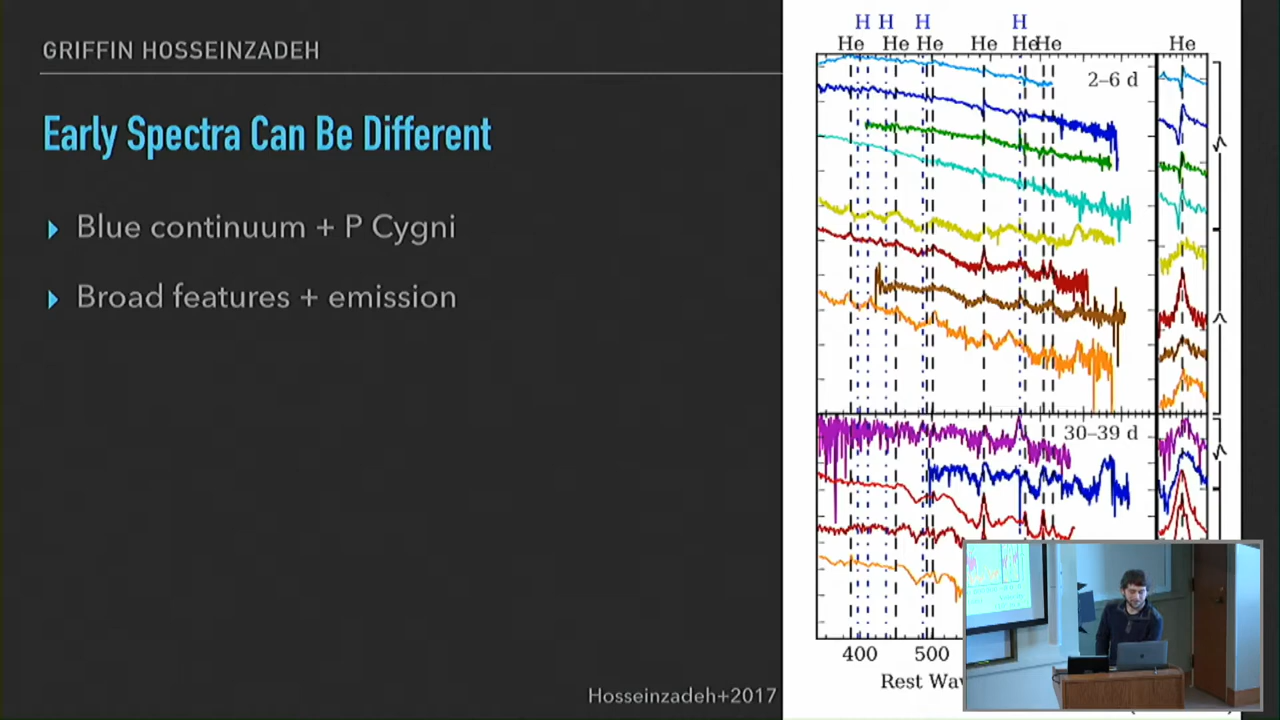 GRIFFIN HOSSEINZADEH
Early Spectra Can Be Different
Blue continuum + P Cygni
Broad features + emission
Hosseinzadeh+2017
H H H H
He He He He He He He
2–6 d
30–39 d
400 500
Rest Wav